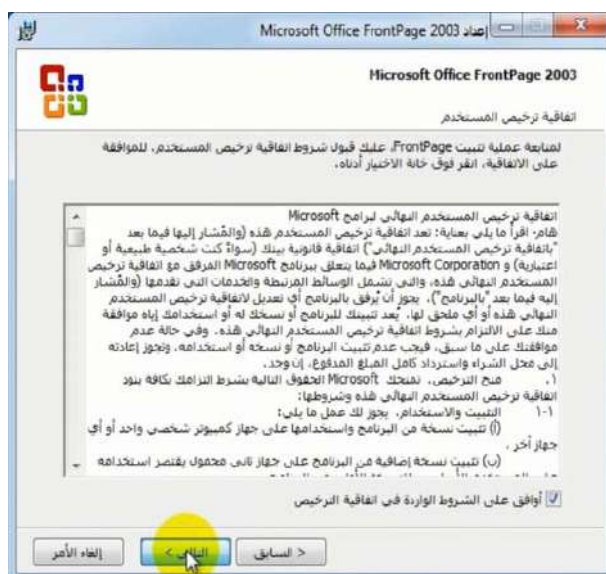 إعداد Microsoft Office FrontPage 2003
Microsoft Office FrontPage 2003
اتفاقية ترخيص المستخدم
لمتابعة عملية تثبيت FrontPage، عليك قبول شروط اتفاقية ترخيص المستخدم. للموافقة
على الاتفاقية، انقر فوق خانة الاختيار أدناه.
اتفاقية ترخيص المستخدم النهائي لبرامج Microsoft
هام- اقرأ ما يلي بعناية: تعد اتفاقية ترخيص المستخدم هذه (والمُشار إليها فيما بعد
"باتفاقية ترخيص المستخدم النهائي") اتفاقية قانونية بينك (سواءً كنت شخصية طبيعية أو
اعتبارية) و Microsoft Corporation فيما يتعلق ببرنامج Microsoft المرفق مع اتفاقية ترخيص
المستخدم النهائي هذه، والتي تشمل الوسائط المرتبطة والخدمات التي تقدمها (والمُشار
إليه فيما بعد "بالبرنامج"). يجوز أن يُرفق بالبرنامج أي تعديل لاتفاقية ترخيص المستخدم
النهائي هذه أو أي ملحق لها. يُعد تثبيتك للبرنامج أو نسخك له أو استخدامك إياه موافقة
منك على الالتزام بشروط اتفاقية ترخيص المستخدم النهائي هذه. وفي حالة عدم
موافقتك على ما سبق، فيجب عدم تثبيت البرنامج أو نسخه أو استخدامه، وتجوز إعادته
إلى محل الشراء واسترداد كامل المبلغ المدفوع، إن وجد.
١. منح الترخيص. تمنحك Microsoft الحقوق التالية بشرط التزامك بكافة بنود
اتفاقية ترخيص المستخدم النهائي هذه وشروطها:
١-١ التثبيت والاستخدام. يجوز لك عمل ما يلي:
(أ) تثبيت نسخة من البرنامج واستخدامها على جهاز كمبيوتر شخصي واحد أو أي
جهاز آخر ،
(ب) تثبيت نسخة إضافية من البرنامج على جهاز ثاني محمول يقتصر استخدامه
أوافق على الشروط الواردة في اتفاقية الترخيص
< السابق
التالي >
إلغاء الأمر